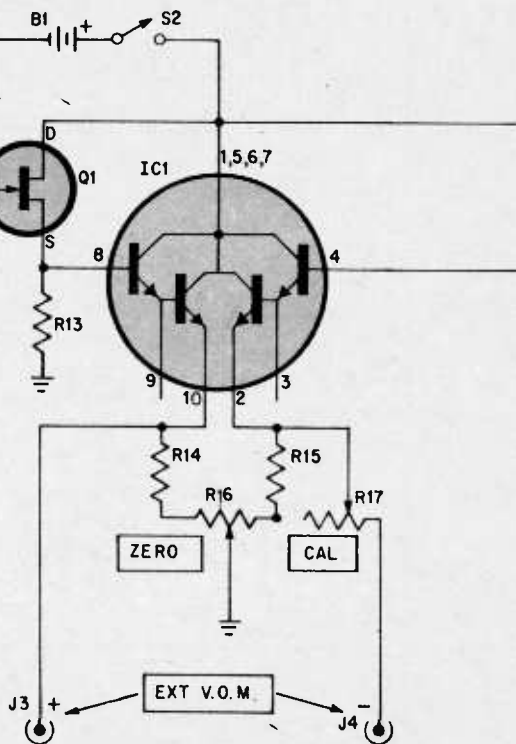 B1 + S2
D
1,5,6,7
IC1
Q1
S
8 4
R13
9 3
10 2
R14 R15
R16 R17
ZERO CAL
EXT V.O.M.
J3 + - J4